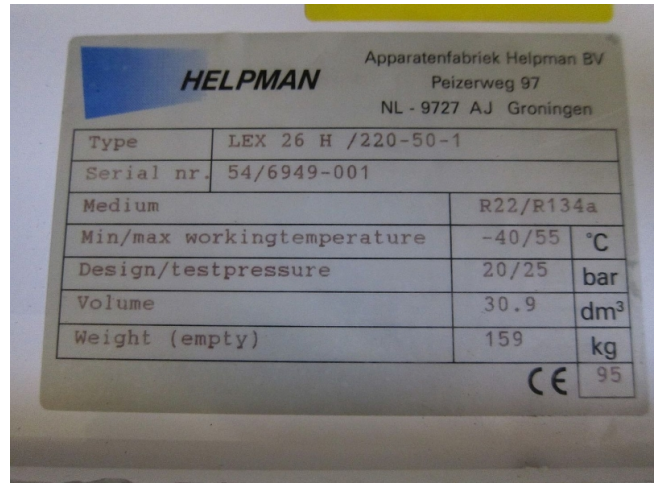 HELPMAN
Apparatenfabriek Helpman BV
Peizerweg 97
NL - 9727 AJ Groningen
Type LEX 26 H /220-50-1
Serial nr. 54/6949-001
Medium R22/R134a
Min/max workingtemperature -40/55 °C
Design/testpressure 20/25 bar
Volume 30.9 dm³
Weight (empty) 159 kg
CE 95